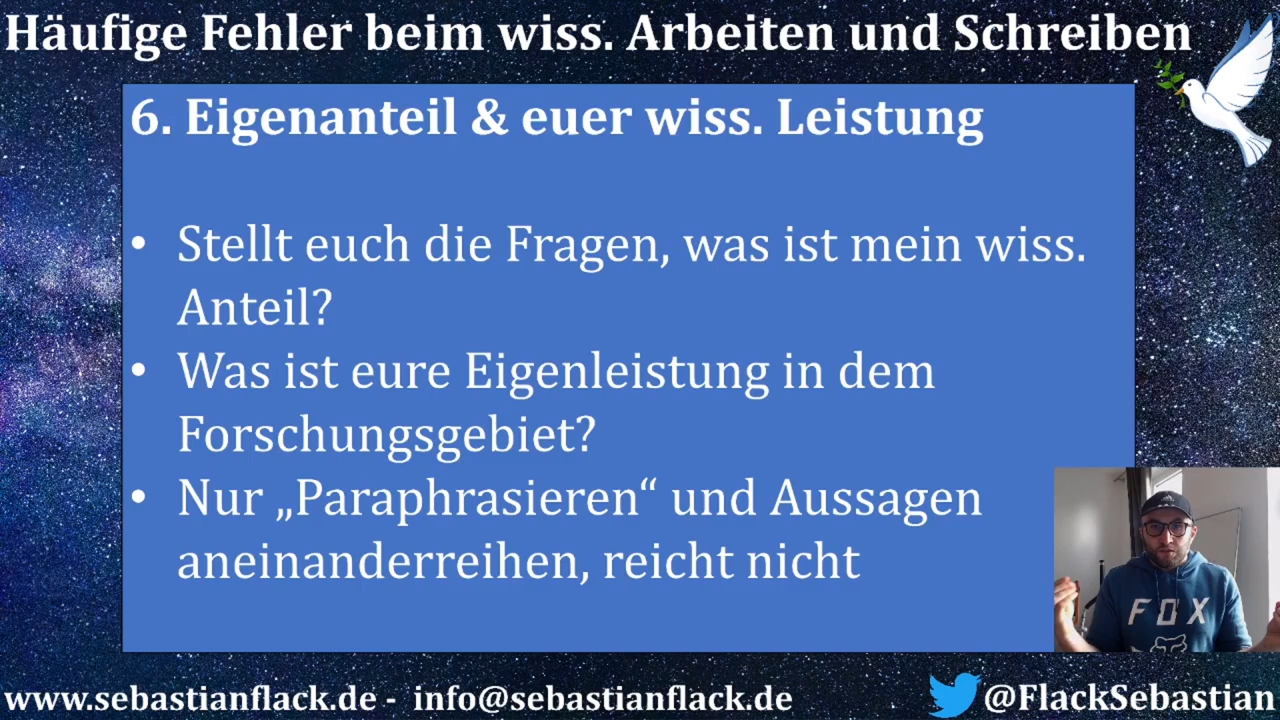 Häufige Fehler beim wiss. Arbeiten und Schreiben
6. Eigenanteil & euer wiss. Leistung
• Stellt euch die Fragen, was ist mein wiss.
Anteil?
• Was ist eure Eigenleistung in dem
Forschungsgebiet?
• Nur „Paraphrasieren“ und Aussagen
aneinanderreihen, reicht nicht
FOX
www.sebastianflack.de - info@sebastianflack.de
@FlackSebastian